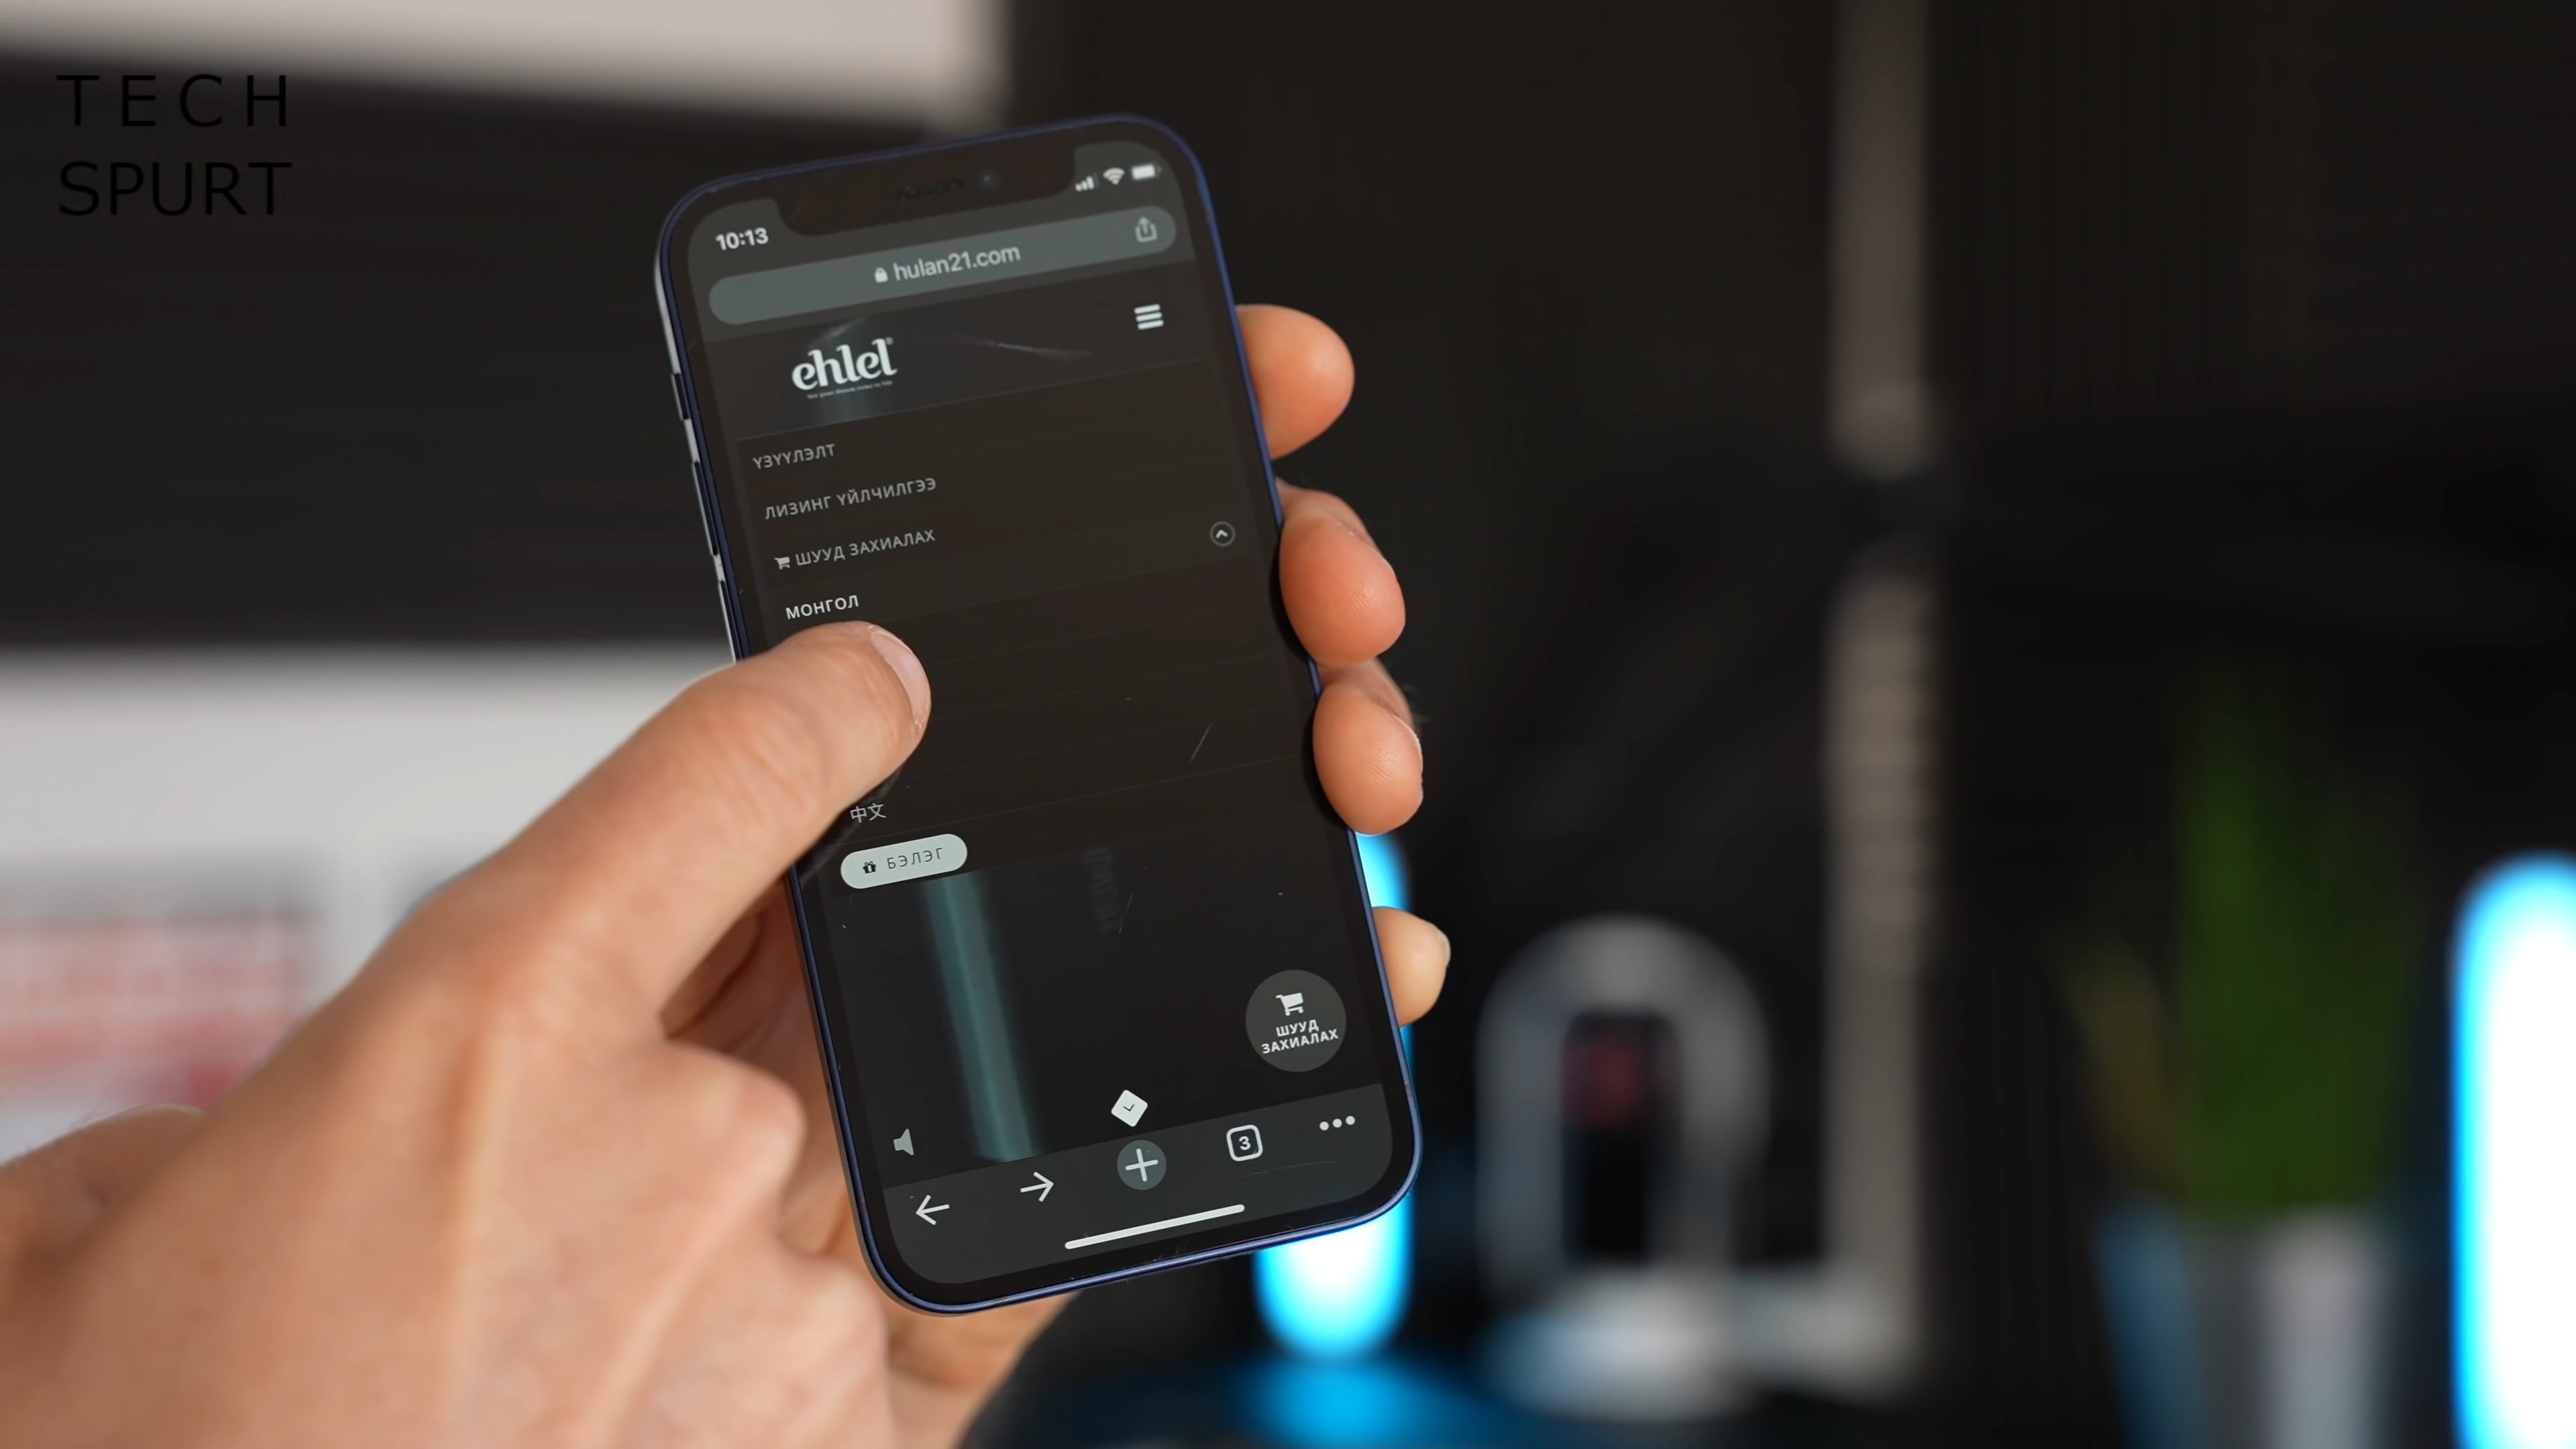 TECH
SPURT
10:13
hulan21.com
ehlel
ҮЗҮҮЛЭЛТ
ЛИЗИНГ ҮЙЛЧИЛГЭЭ
ШУУД ЗАХИАЛАХ
МОНГОЛ
中文
БЭЛЭГ
ШУУД
ЗАХИАЛАХ
3